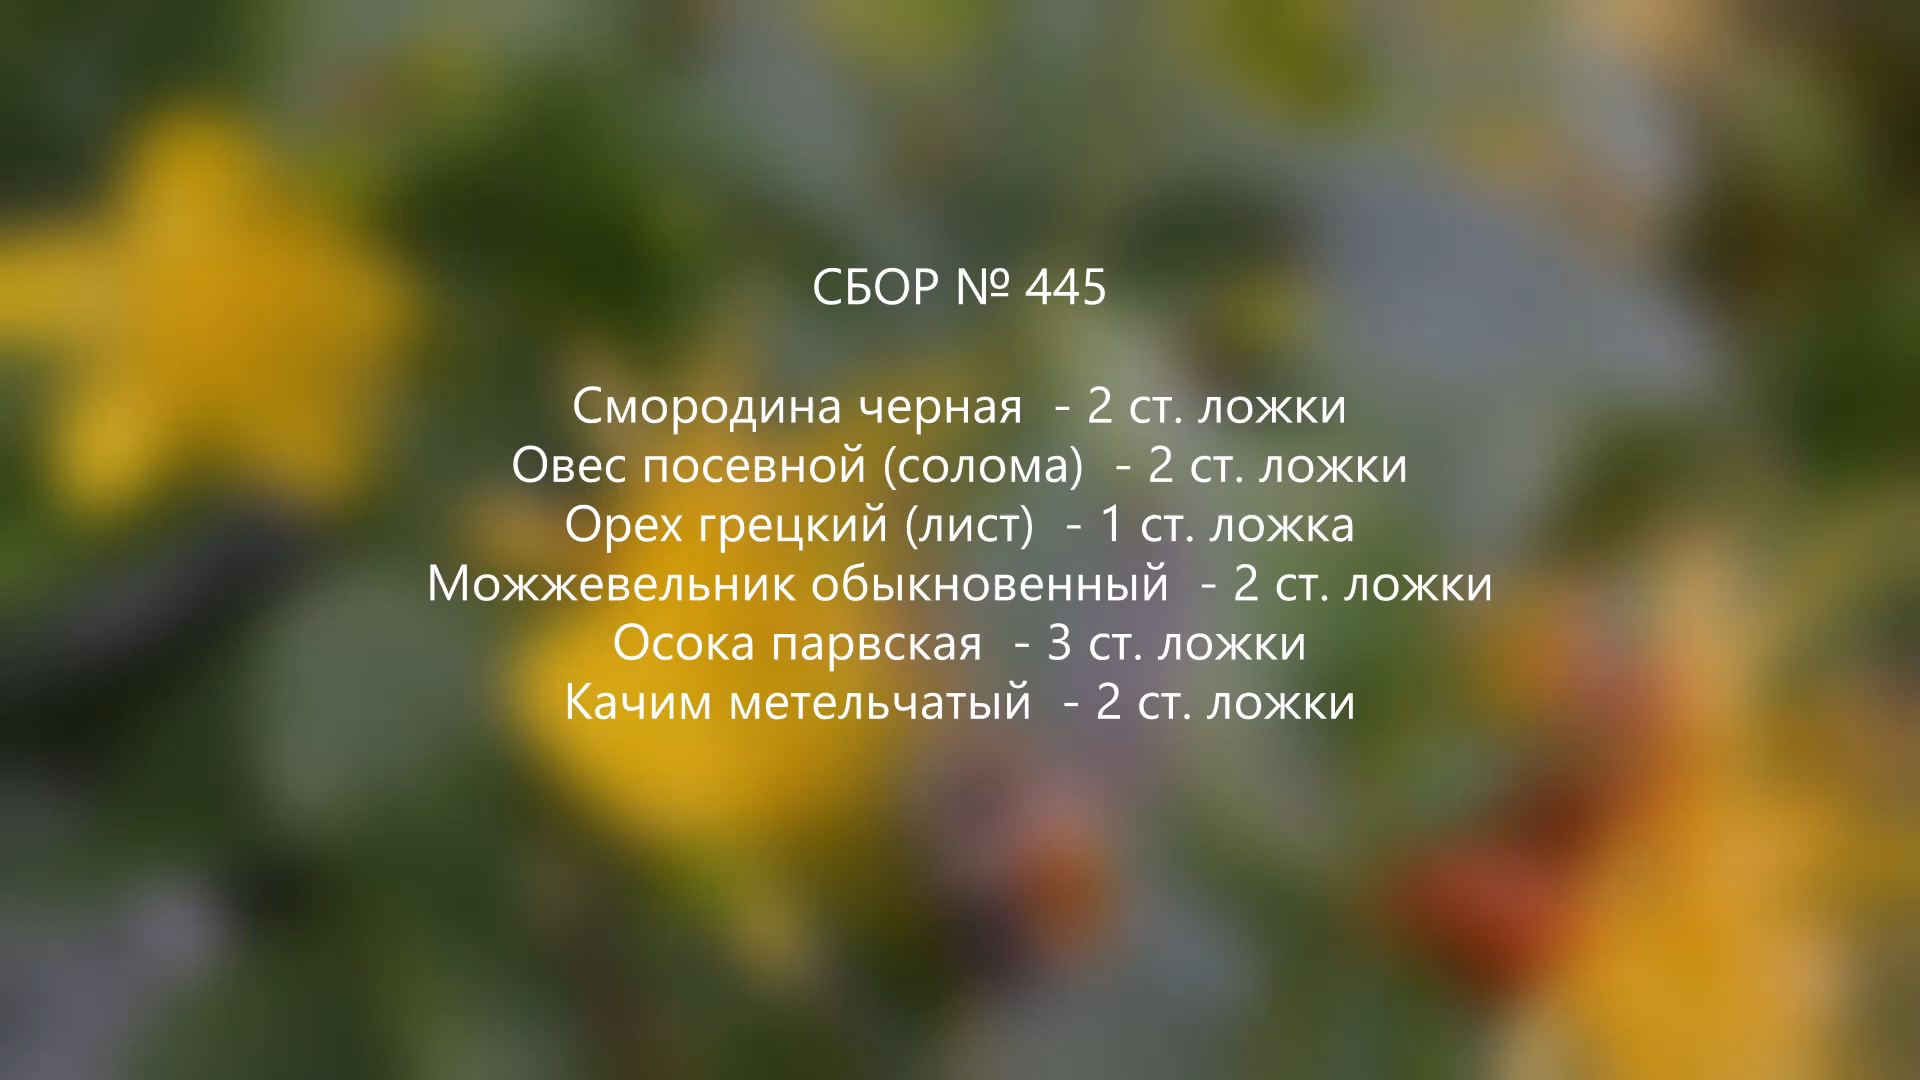 СБОР № 445
Смородина черная - 2 ст. ложки
Овес посевной (солома) - 2 ст. ложки
Орех грецкий (лист) - 1 ст. ложка
Можжевельник обыкновенный - 2 ст. ложки
Осока парвская - 3 ст. ложки
Качим метельчатый - 2 ст. ложки